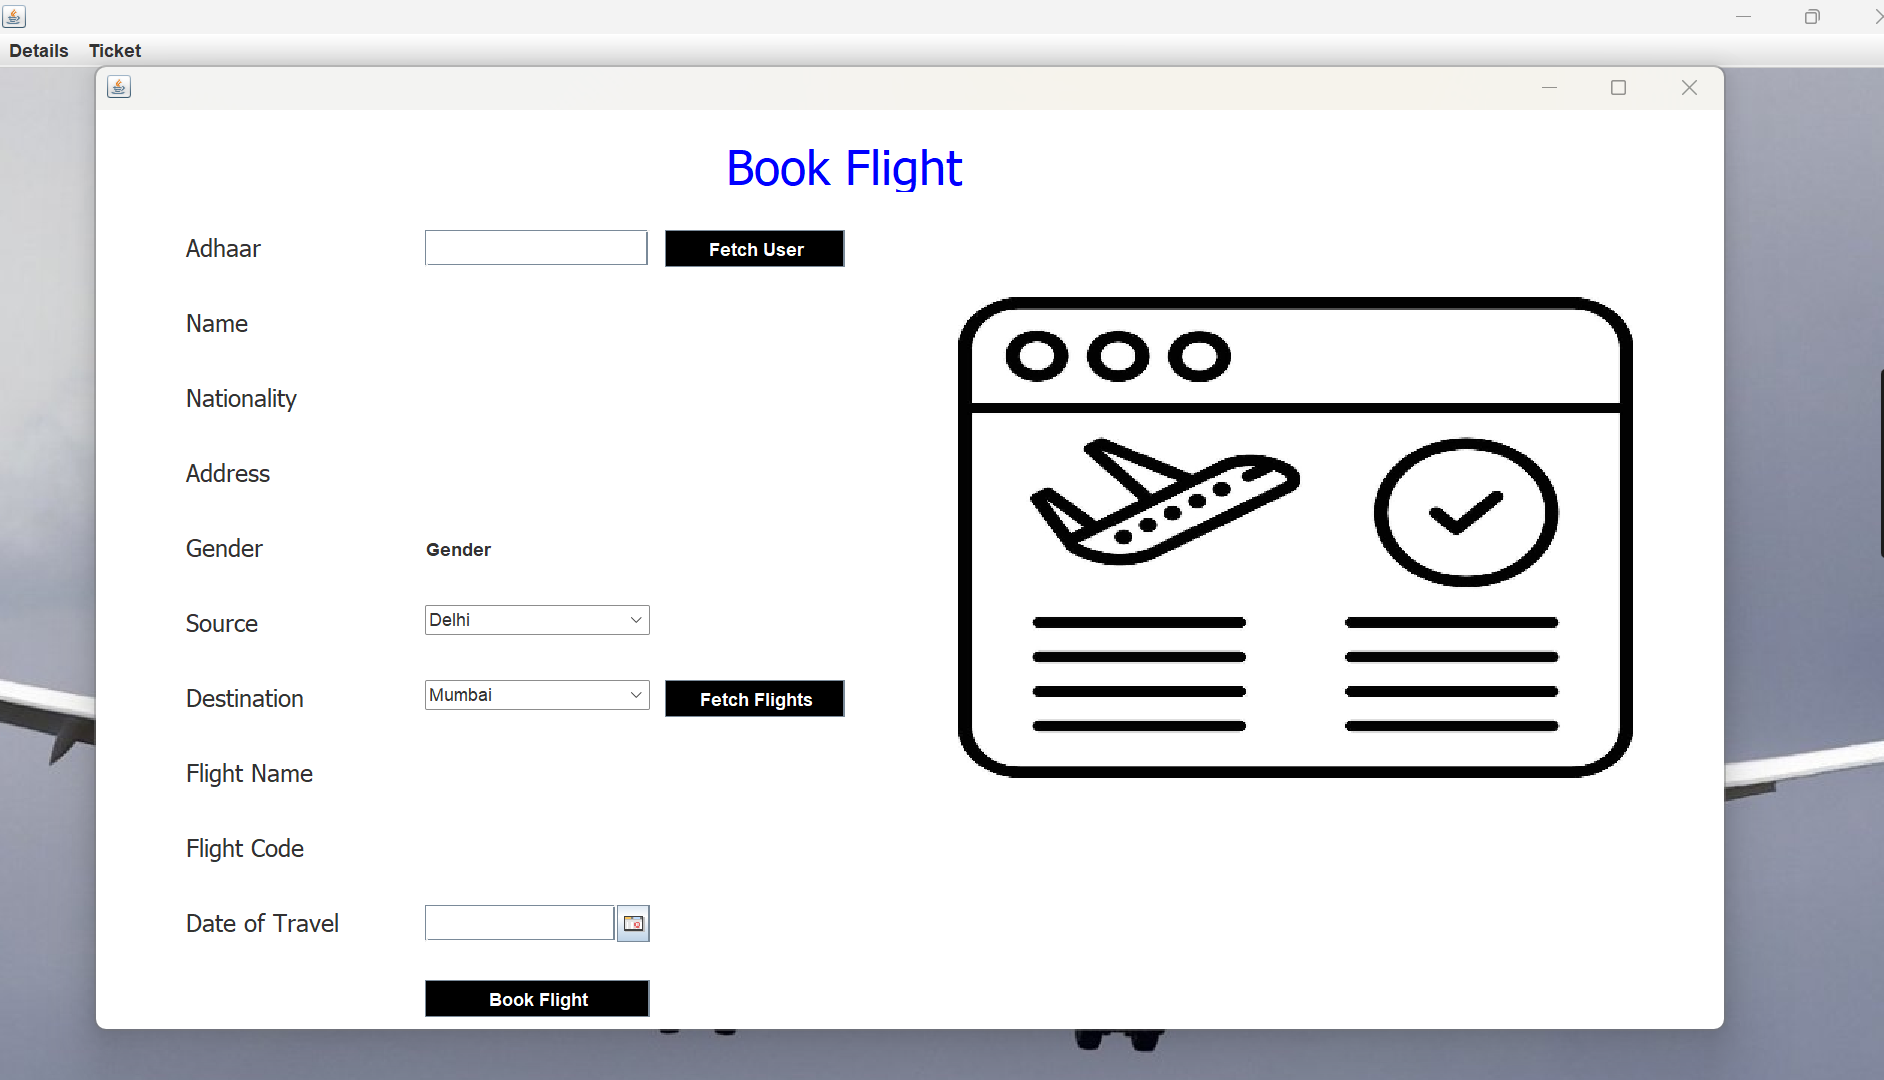 Details Ticket
Book Flight
Adhaar Fetch User
Name
Nationality
Address
Gender Gender
Source Delhi
Destination Mumbai Fetch Flights
Flight Name
Flight Code
Date of Travel
Book Flight